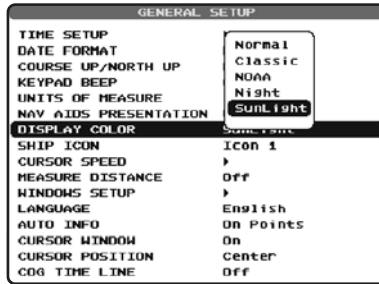 GENERAL SETUP
TIME SETUP
DATE FORMAT
COURSE UP/NORTH UP
KEYPAD BEEP
UNITS OF MEASURE
NAV AIDS PRESENTATION
Normal
Classic
NOAA
Night
SunLight
DISPLAY COLOR SunLight
SHIP ICON Icon 1
CURSOR SPEED
MEASURE DISTANCE Off
WINDOWS SETUP
LANGUAGE English
AUTO INFO On Points
CURSOR WINDOW On
CURSOR POSITION Center
COG TIME LINE Off